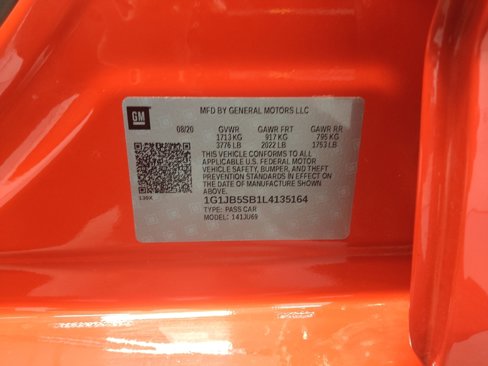 GM
MFD BY GENERAL MOTORS LLC
08/20 GVWR GAWR FRT GAWR RR
1713 KG 917 KG 795 KG
3776 LB 2022 LB 1753 LB
THIS VEHICLE CONFORMS TO ALL
APPLICABLE U.S. FEDERAL MOTOR
VEHICLE SAFETY, BUMPER, AND THEFT
PREVENTION STANDARDS IN EFFECT ON
THE DATE OF MANUFACTURE SHOWN
ABOVE.
1G1JB5SB1L4135164
TYPE: PASS CAR
MODEL: 141JU69